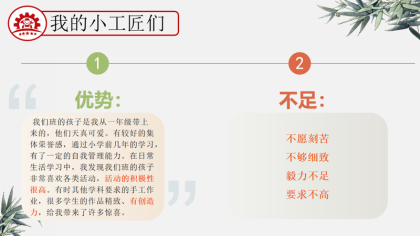 我的小工匠们
1
2
优势：
不足：
我们班的孩子是我从一年级带上
来的，他们天真可爱。有较好的集
体荣誉感，通过小学前几年的学习，
有了一定的自我管理能力。在日常
生活学习中，我发现我们班的孩子
非常喜欢各类活动，活动的积极性
很高。有时其他学科要求的手工作
业，很多学生的作品精致、有创造
力，给我带来了许多惊喜。
不愿刻苦
不够细致
毅力不足
要求不高